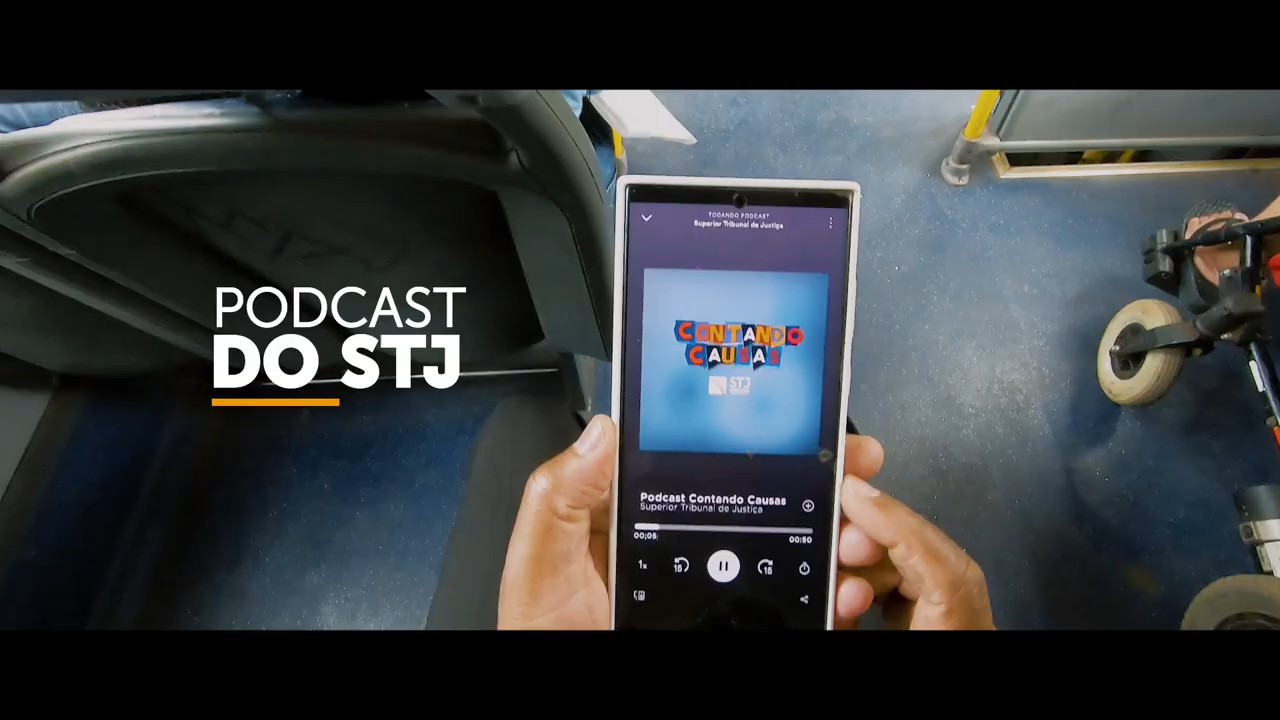 PODCAST
DO STJ
TOCANDO PODCAST
Superior Tribunal de Justiça
CONTANDO
CAUSAS
STJ
Podcast Contando Causas
Superior Tribunal de Justiça
00:05
00:50
1x
15
15